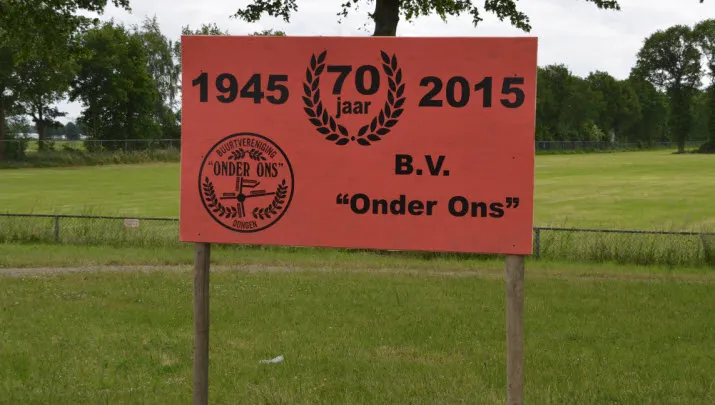 1945 70 2015
jaar
BUURTVERENIGING
"ONDER ONS"
DONGEN
B.V.
“Onder Ons”